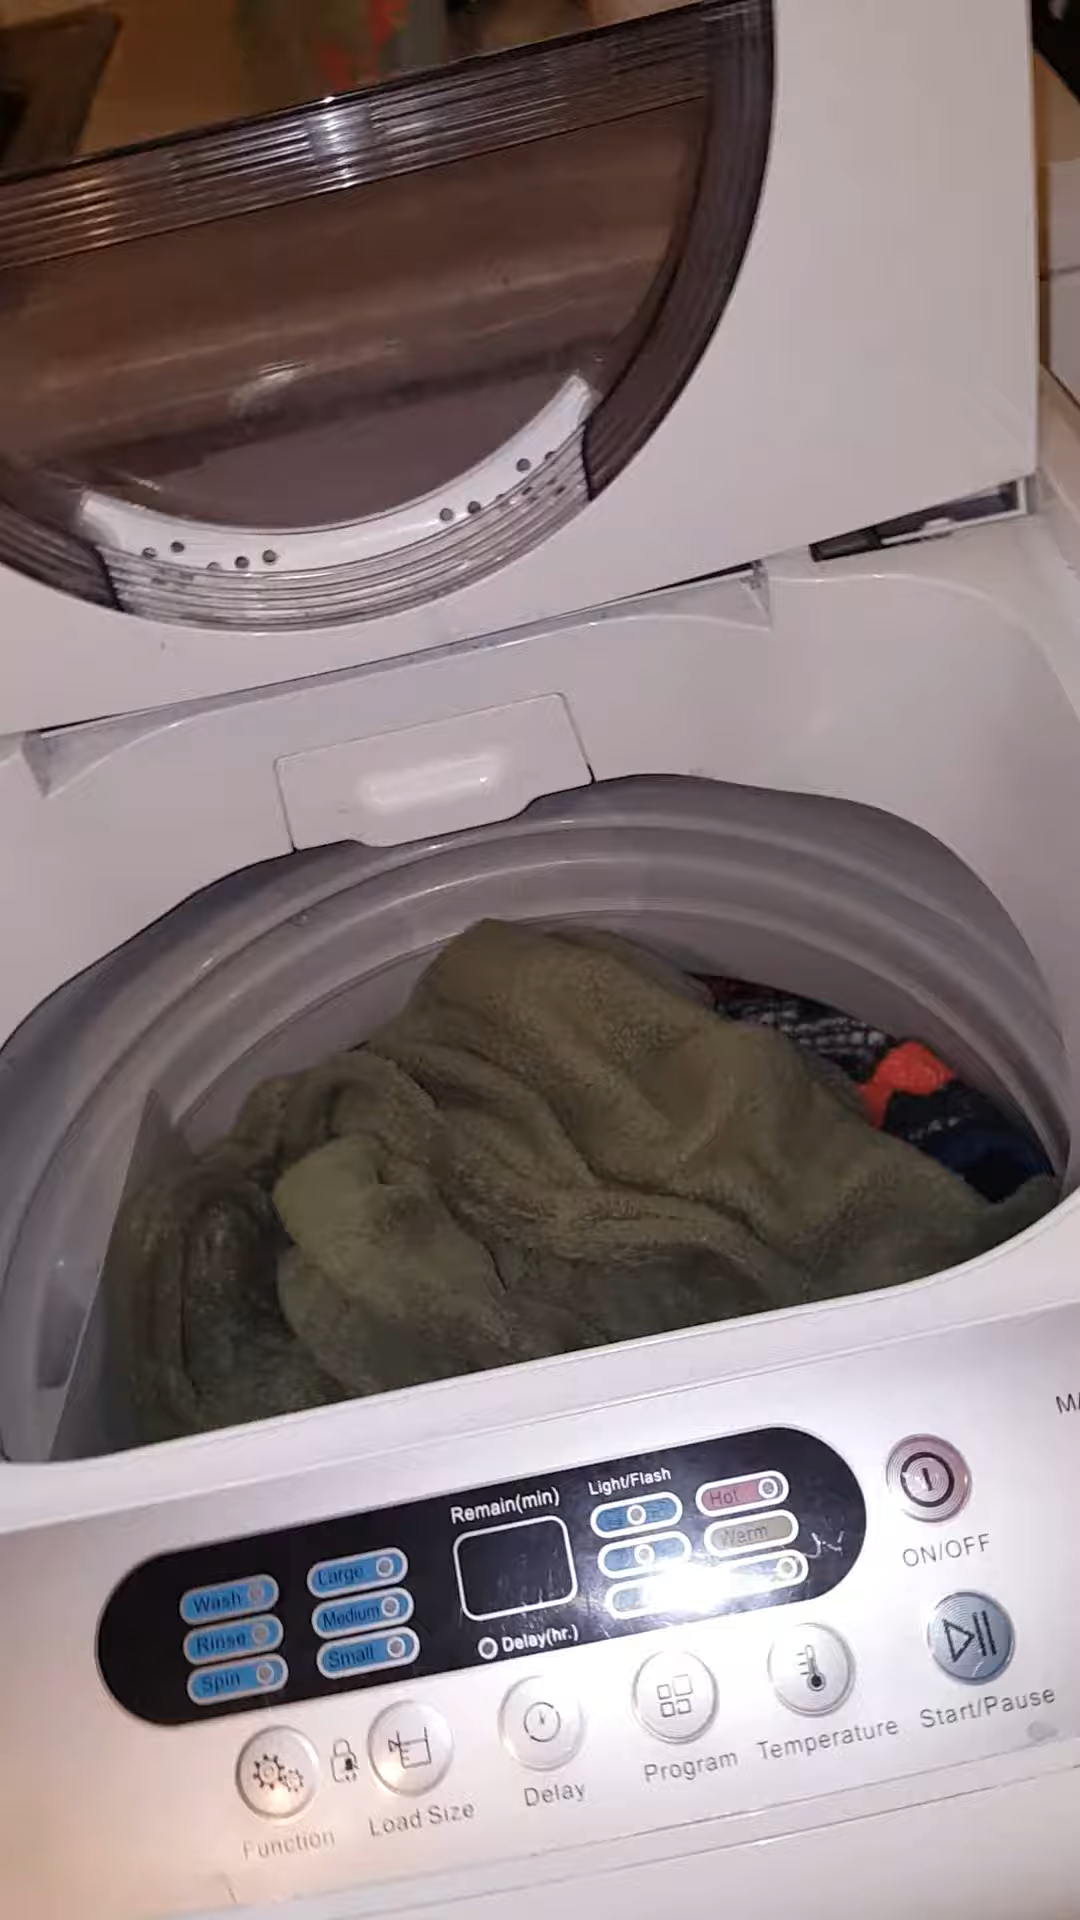 Remain(min)
Light/Flash
Hot
Warm
Wash
Large
Rinse
Medium
Spin
Small
Delay(hr.)
ON/OFF
Function
Load Size
Delay
Program
Temperature
Start/Pause